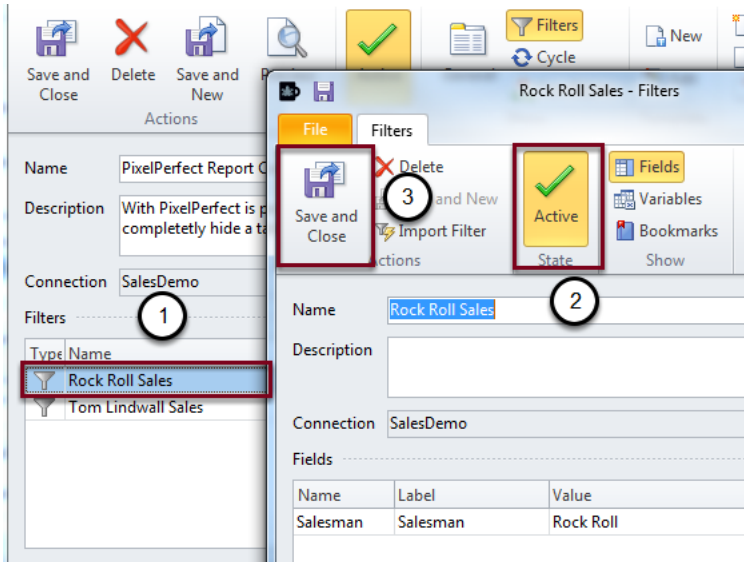 Save and
Close
Delete
Save and
New
Actions
Filters
Cycle
New
Name
PixelPerfect Report C
Description
With PixelPerfect is p
completetly hide a ta
Connection
SalesDemo
Filters
1
Type
Name
Rock Roll Sales
Tom Lindwall Sales
Rock Roll Sales - Filters
File
Filters
Save and
Close
Delete
and New
Import Filter
3
Active
State
2
Fields
Variables
Bookmarks
Show
Name
Rock Roll Sales
Description
Connection
SalesDemo
Fields
Name
Label
Value
Salesman
Salesman
Rock Roll